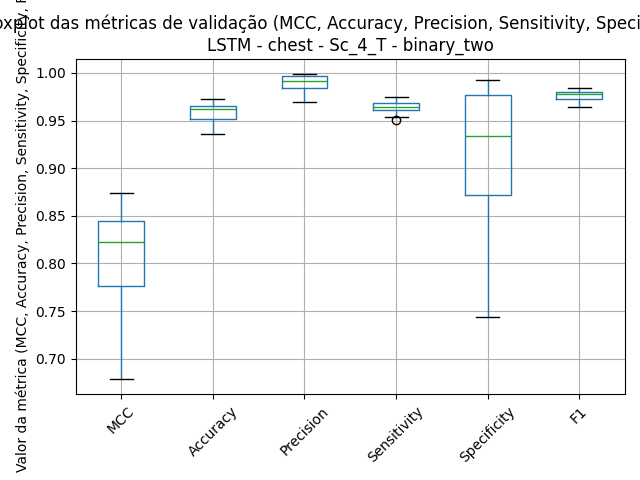 das métricas de validação (MCC, Accuracy, Precision, Sensitivity,
LSTM - chest - Sc_4_T - binary_two
Valor da métrica (MCC, Accuracy, Precision, Sensitivity, Specificity,
1.00
0.95
0.90
0.85
0.80
0.75
0.70
MCC
Accuracy
Precision
Sensitivity
Specificity
F1